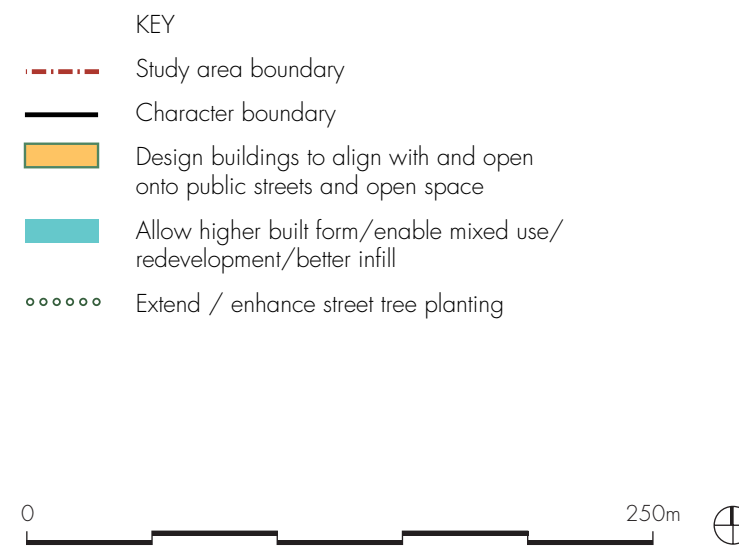 KEY
Study area boundary
Character boundary
Design buildings to align with and open
onto public streets and open space
Allow higher built form/enable mixed use/
redevelopment/better infill
Extend / enhance street tree planting
0 250m